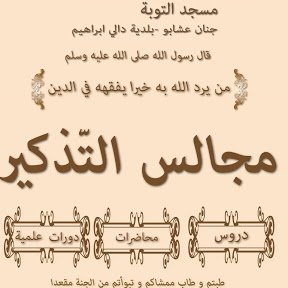 مسجد التوبة
جنان عشابو -بلدية دالي ابراهيم
قال رسول الله صلى الله عليه وسلم
من يرد الله به خيرا يفقهه في الدين
مجالس التّذكير
دروس
محاضرات
دورات علمية
طبتم و طاب ممشاكم و تبوأتم من الجنة مقعدا